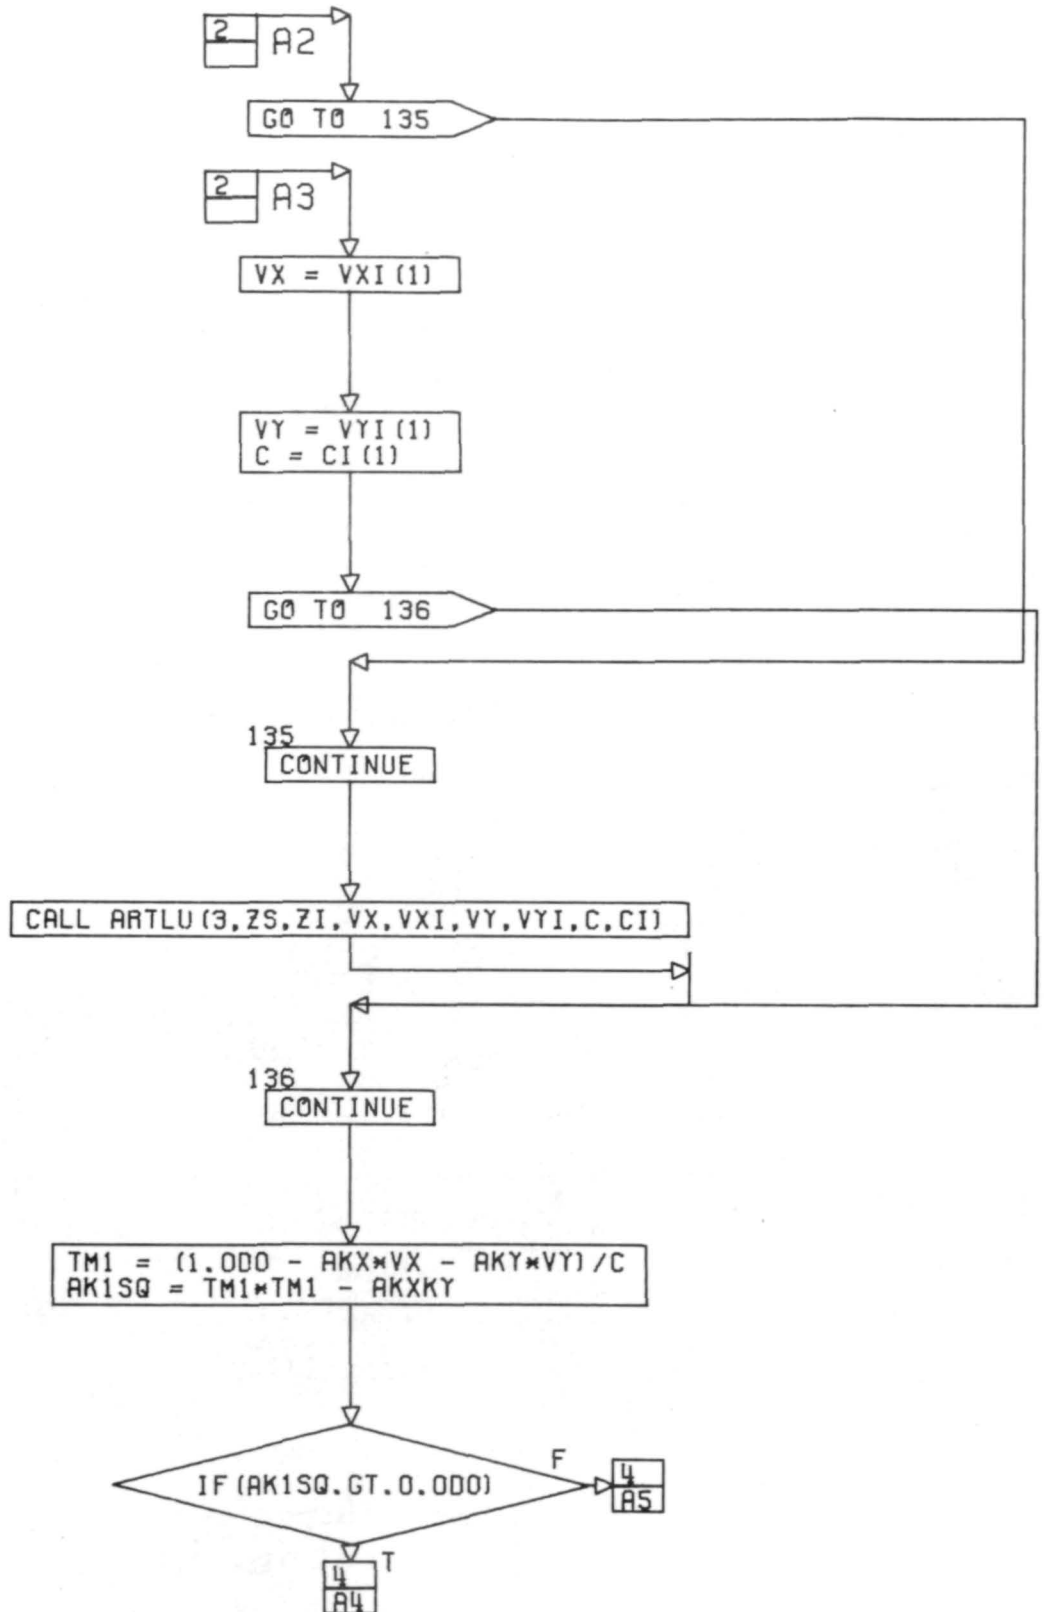 2
A2
GO TO 135
2
A3
VX = VXI(1)
VY = VYI(1)
C = CI(1)
GO TO 136
135
CONTINUE
CALL ARTLU(3,ZS,ZI,VX,VXI,VY,VYI,C,CI)
136
CONTINUE
TM1 = (1.0D0 - AKX*VX - AKY*VY)/C
AK1SQ = TM1*TM1 - AKXKY
IF(AK1SQ.GT.0.0D0)
F
4
A5
T
4
A4